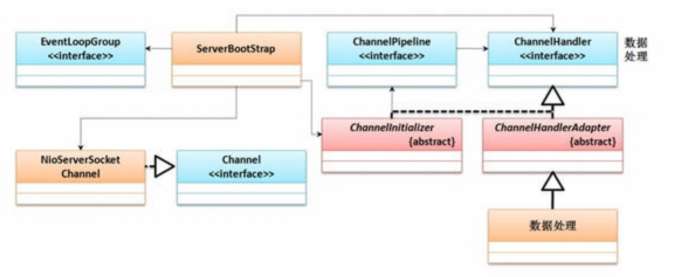 EventLoopGroup
<<interface>>
ServerBootStrap
ChannelPipeline
<<interface>>
ChannelHandler
<<interface>>
数据
处理
ChannelInitializer
{abstract}
ChannelHandlerAdapter
{abstract}
NioServerSocket
Channel
Channel
<<interface>>
数据处理